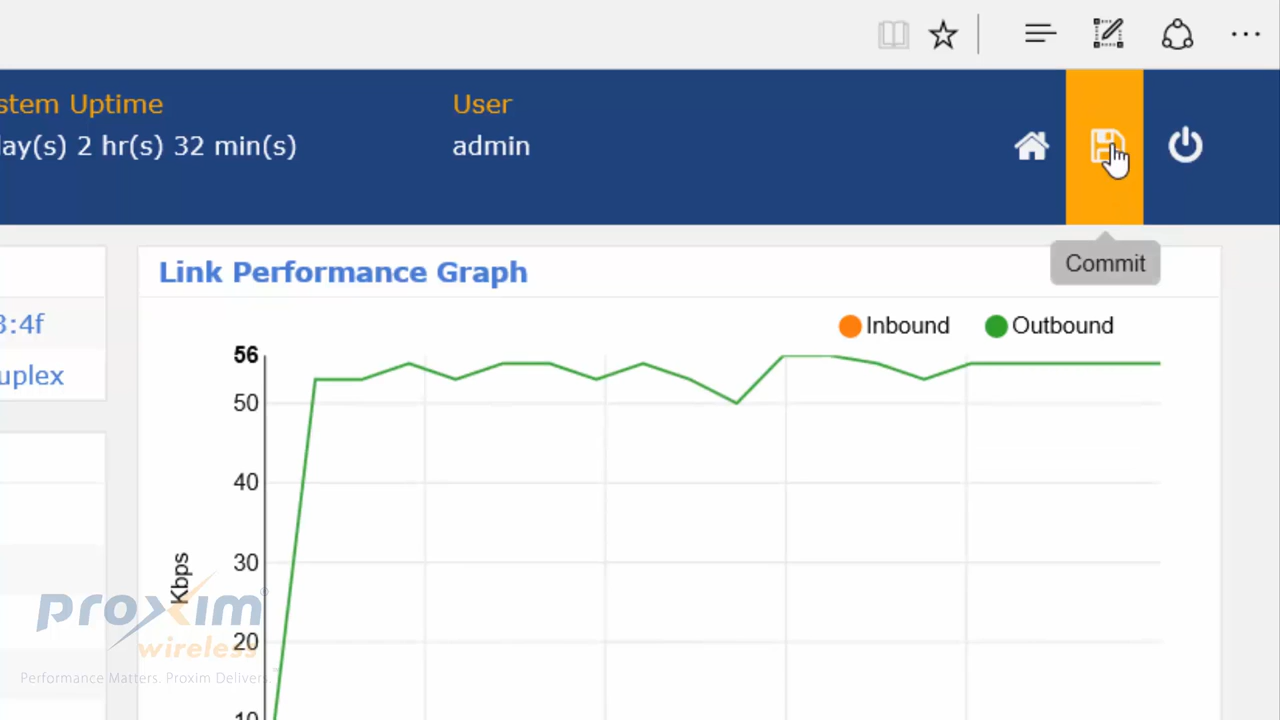 stem Uptime
User
lay(s) 2 hr(s) 32 min(s)
admin
Commit
Link Performance Graph
3:4f
uplex
Inbound
Outbound
56
50
40
30
20
10
Kbps
proxim®
wireless
Performance Matters. Proxim Delivers.™